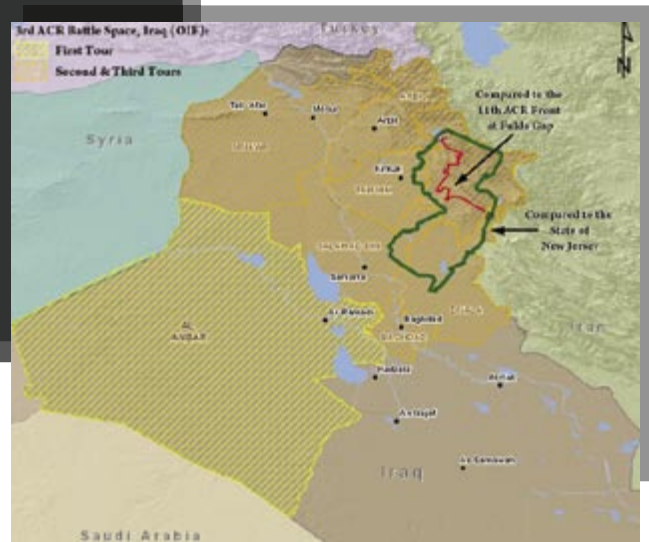 3rd ACR Battle Space, Iraq (OIF):
First Tour
Second & Third Tours
Turkey
N
Compared to the
11th ACR Front
at Fulda Gap
Tal Afar
Mosul
Arbil
Syria
Kirkuk
Compared to the
State of
New Jersey
Samarra
Ar Ramadi
Baghdad
Iran
AL
ANBAR
Karbala
An Najaf
As Samawah
Iraq
Saudi Arabia